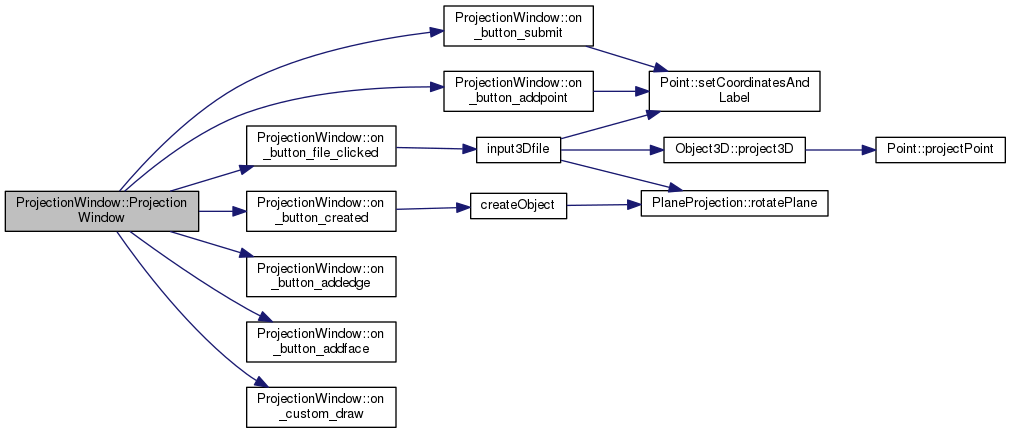 ProjectionWindow::Projection
Window
ProjectionWindow::on
_button_submit
ProjectionWindow::on
_button_addpoint
ProjectionWindow::on
_button_file_clicked
ProjectionWindow::on
_button_created
ProjectionWindow::on
_button_addedge
ProjectionWindow::on
_button_addface
ProjectionWindow::on
_custom_draw
input3Dfile
createObject
Point::setCoordinatesAnd
Label
Object3D::project3D
PlaneProjection::rotatePlane
Point::projectPoint